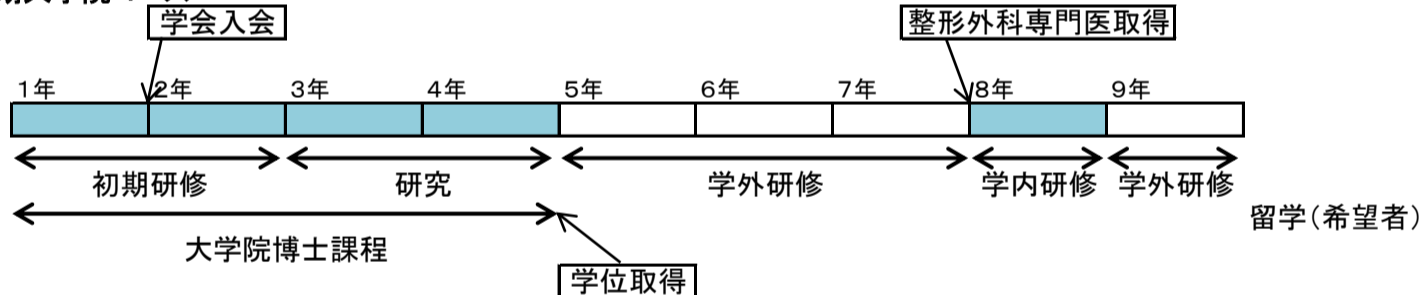 学会入会
整形外科専門医取得
1年 2年 3年 4年 5年 6年 7年 8年 9年
初期研修 研究 学外研修 学内研修 学外研修
留学(希望者)
大学院博士課程
学位取得